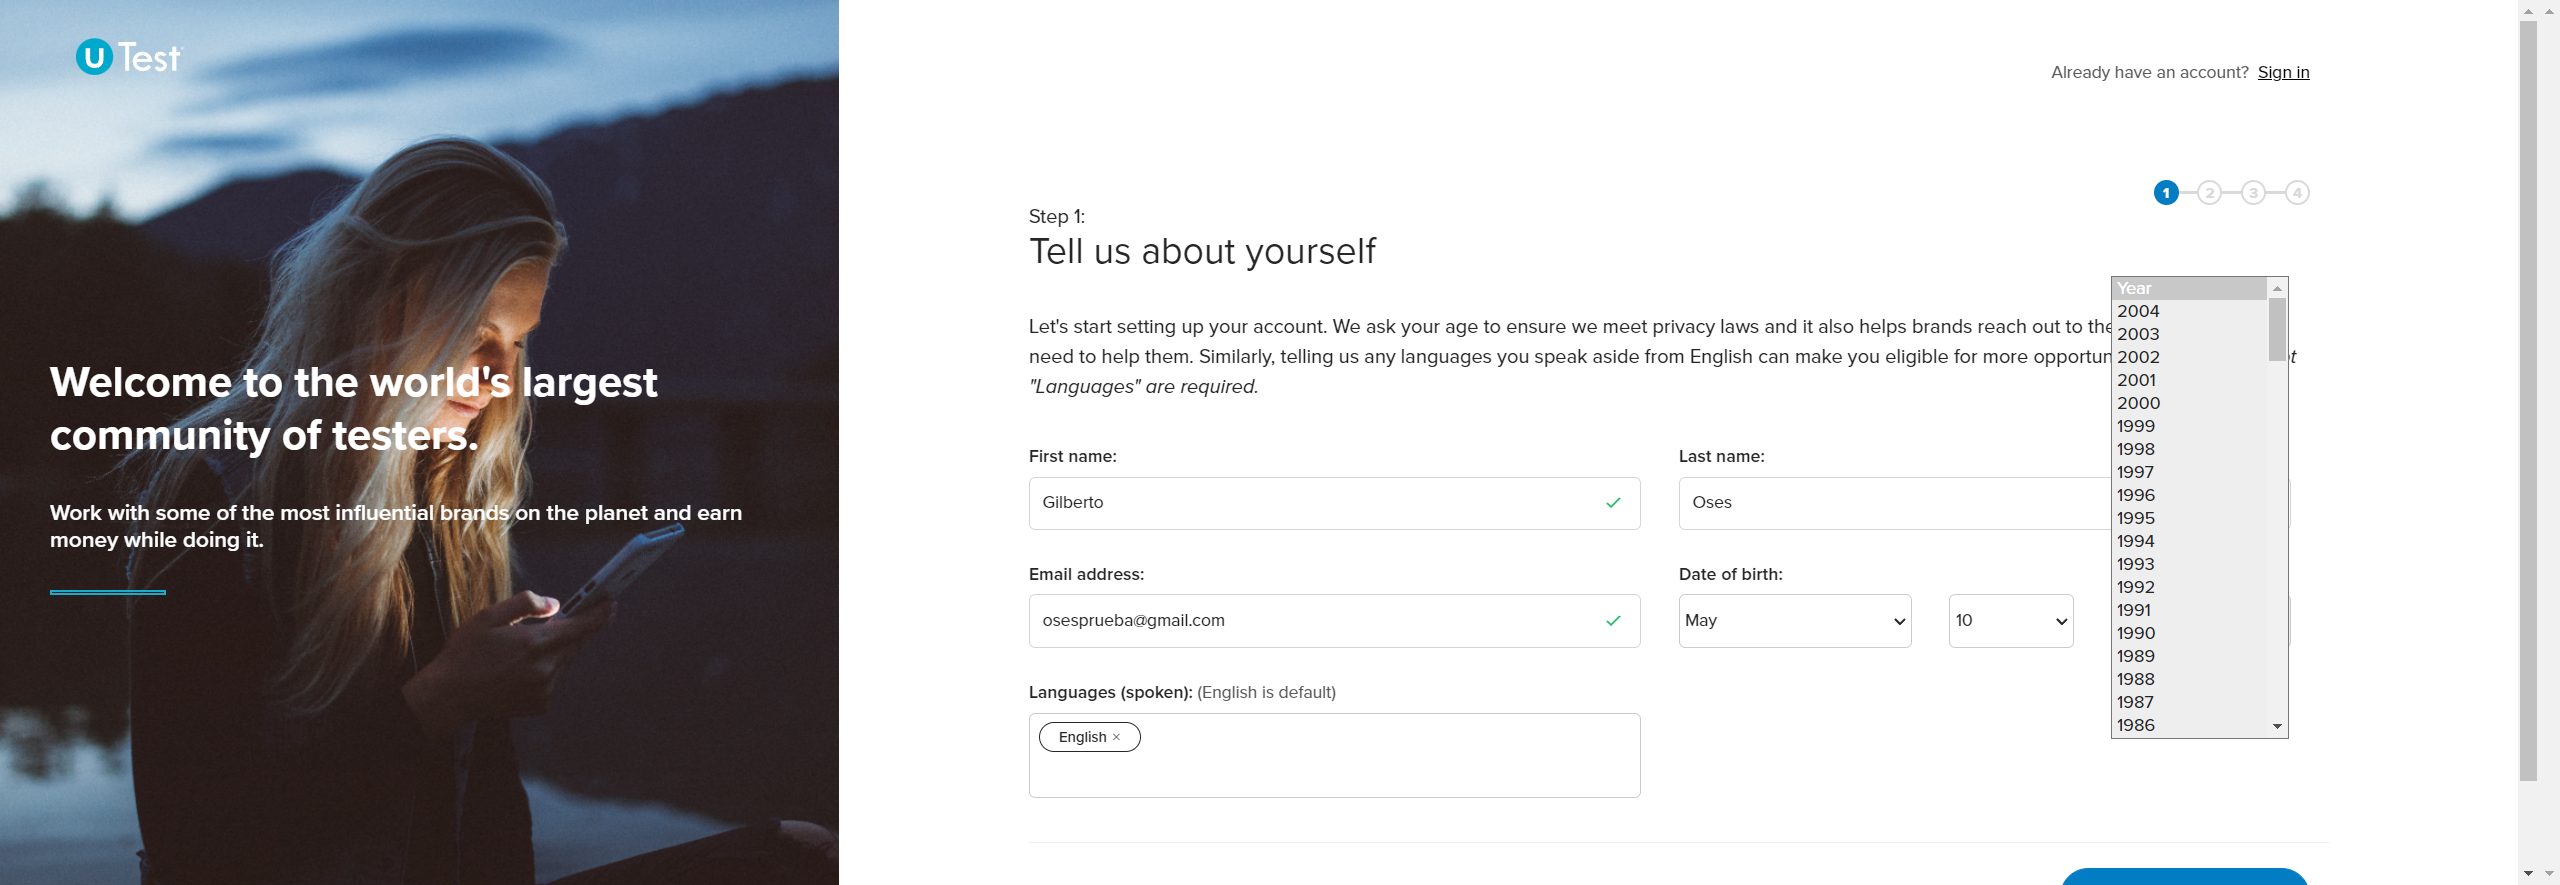 U Test
Already have an account? Sign in
1 2 3 4
Step 1:
Tell us about yourself
Let's start setting up your account. We ask your age to ensure we meet privacy laws and it also helps brands reach out to the
need to help them. Similarly, telling us any languages you speak aside from English can make you eligible for more opportun
"Languages" are required.
Welcome to the world's largest
community of testers.
Work with some of the most influential brands on the planet and earn
money while doing it.
First name:
Gilberto
Last name:
Oses
Email address:
osesprueba@gmail.com
Date of birth:
May
10
Year
2004
2003
2002
2001
2000
1999
1998
1997
1996
1995
1994
1993
1992
1991
1990
1989
1988
1987
1986
Languages (spoken): (English is default)
English ×